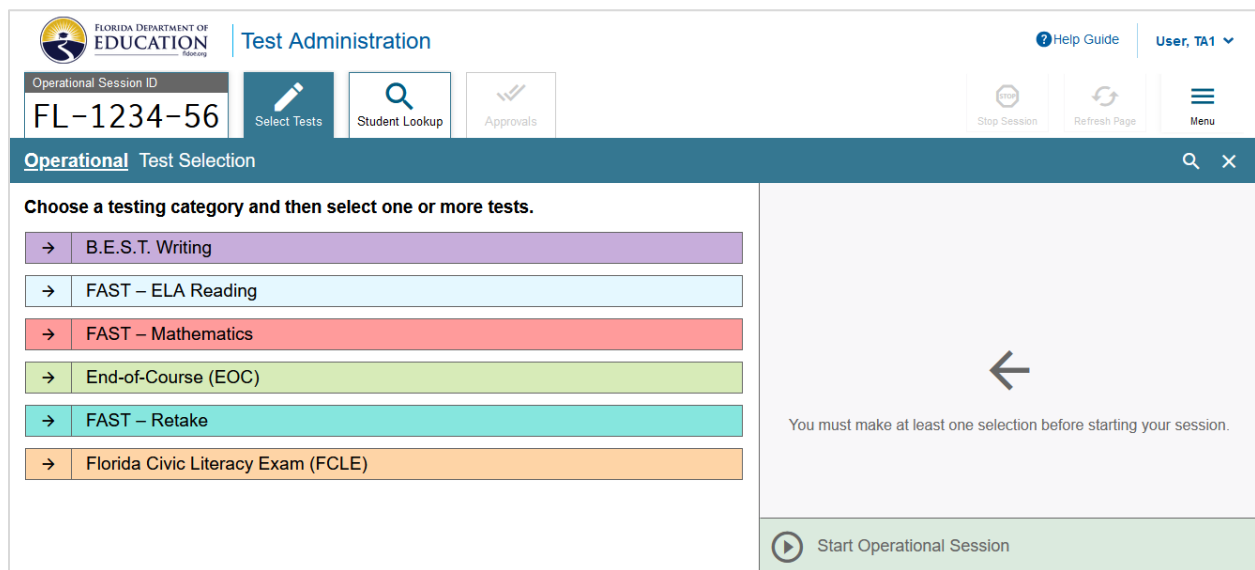 FLORIDA DEPARTMENT OF
EDUCATION
fldoe.org
Test Administration
?Help Guide
User, TA1
Operational Session ID
FL-1234-56
Select Tests
Student Lookup
Approvals
STOP
Stop Session
Refresh Page
Menu
Operational Test Selection
Choose a testing category and then select one or more tests.
B.E.S.T. Writing
FAST – ELA Reading
FAST – Mathematics
End-of-Course (EOC)
FAST – Retake
Florida Civic Literacy Exam (FCLE)
You must make at least one selection before starting your session.
Start Operational Session